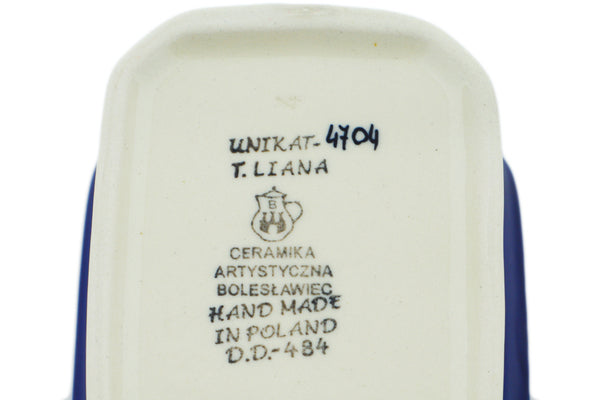 UNIKAT-4704
T. LIANA
B
CERAMIKA
ARTYSTYCZNA
BOLESŁAWIEC
HAND MADE
IN POLAND
D.D.-484